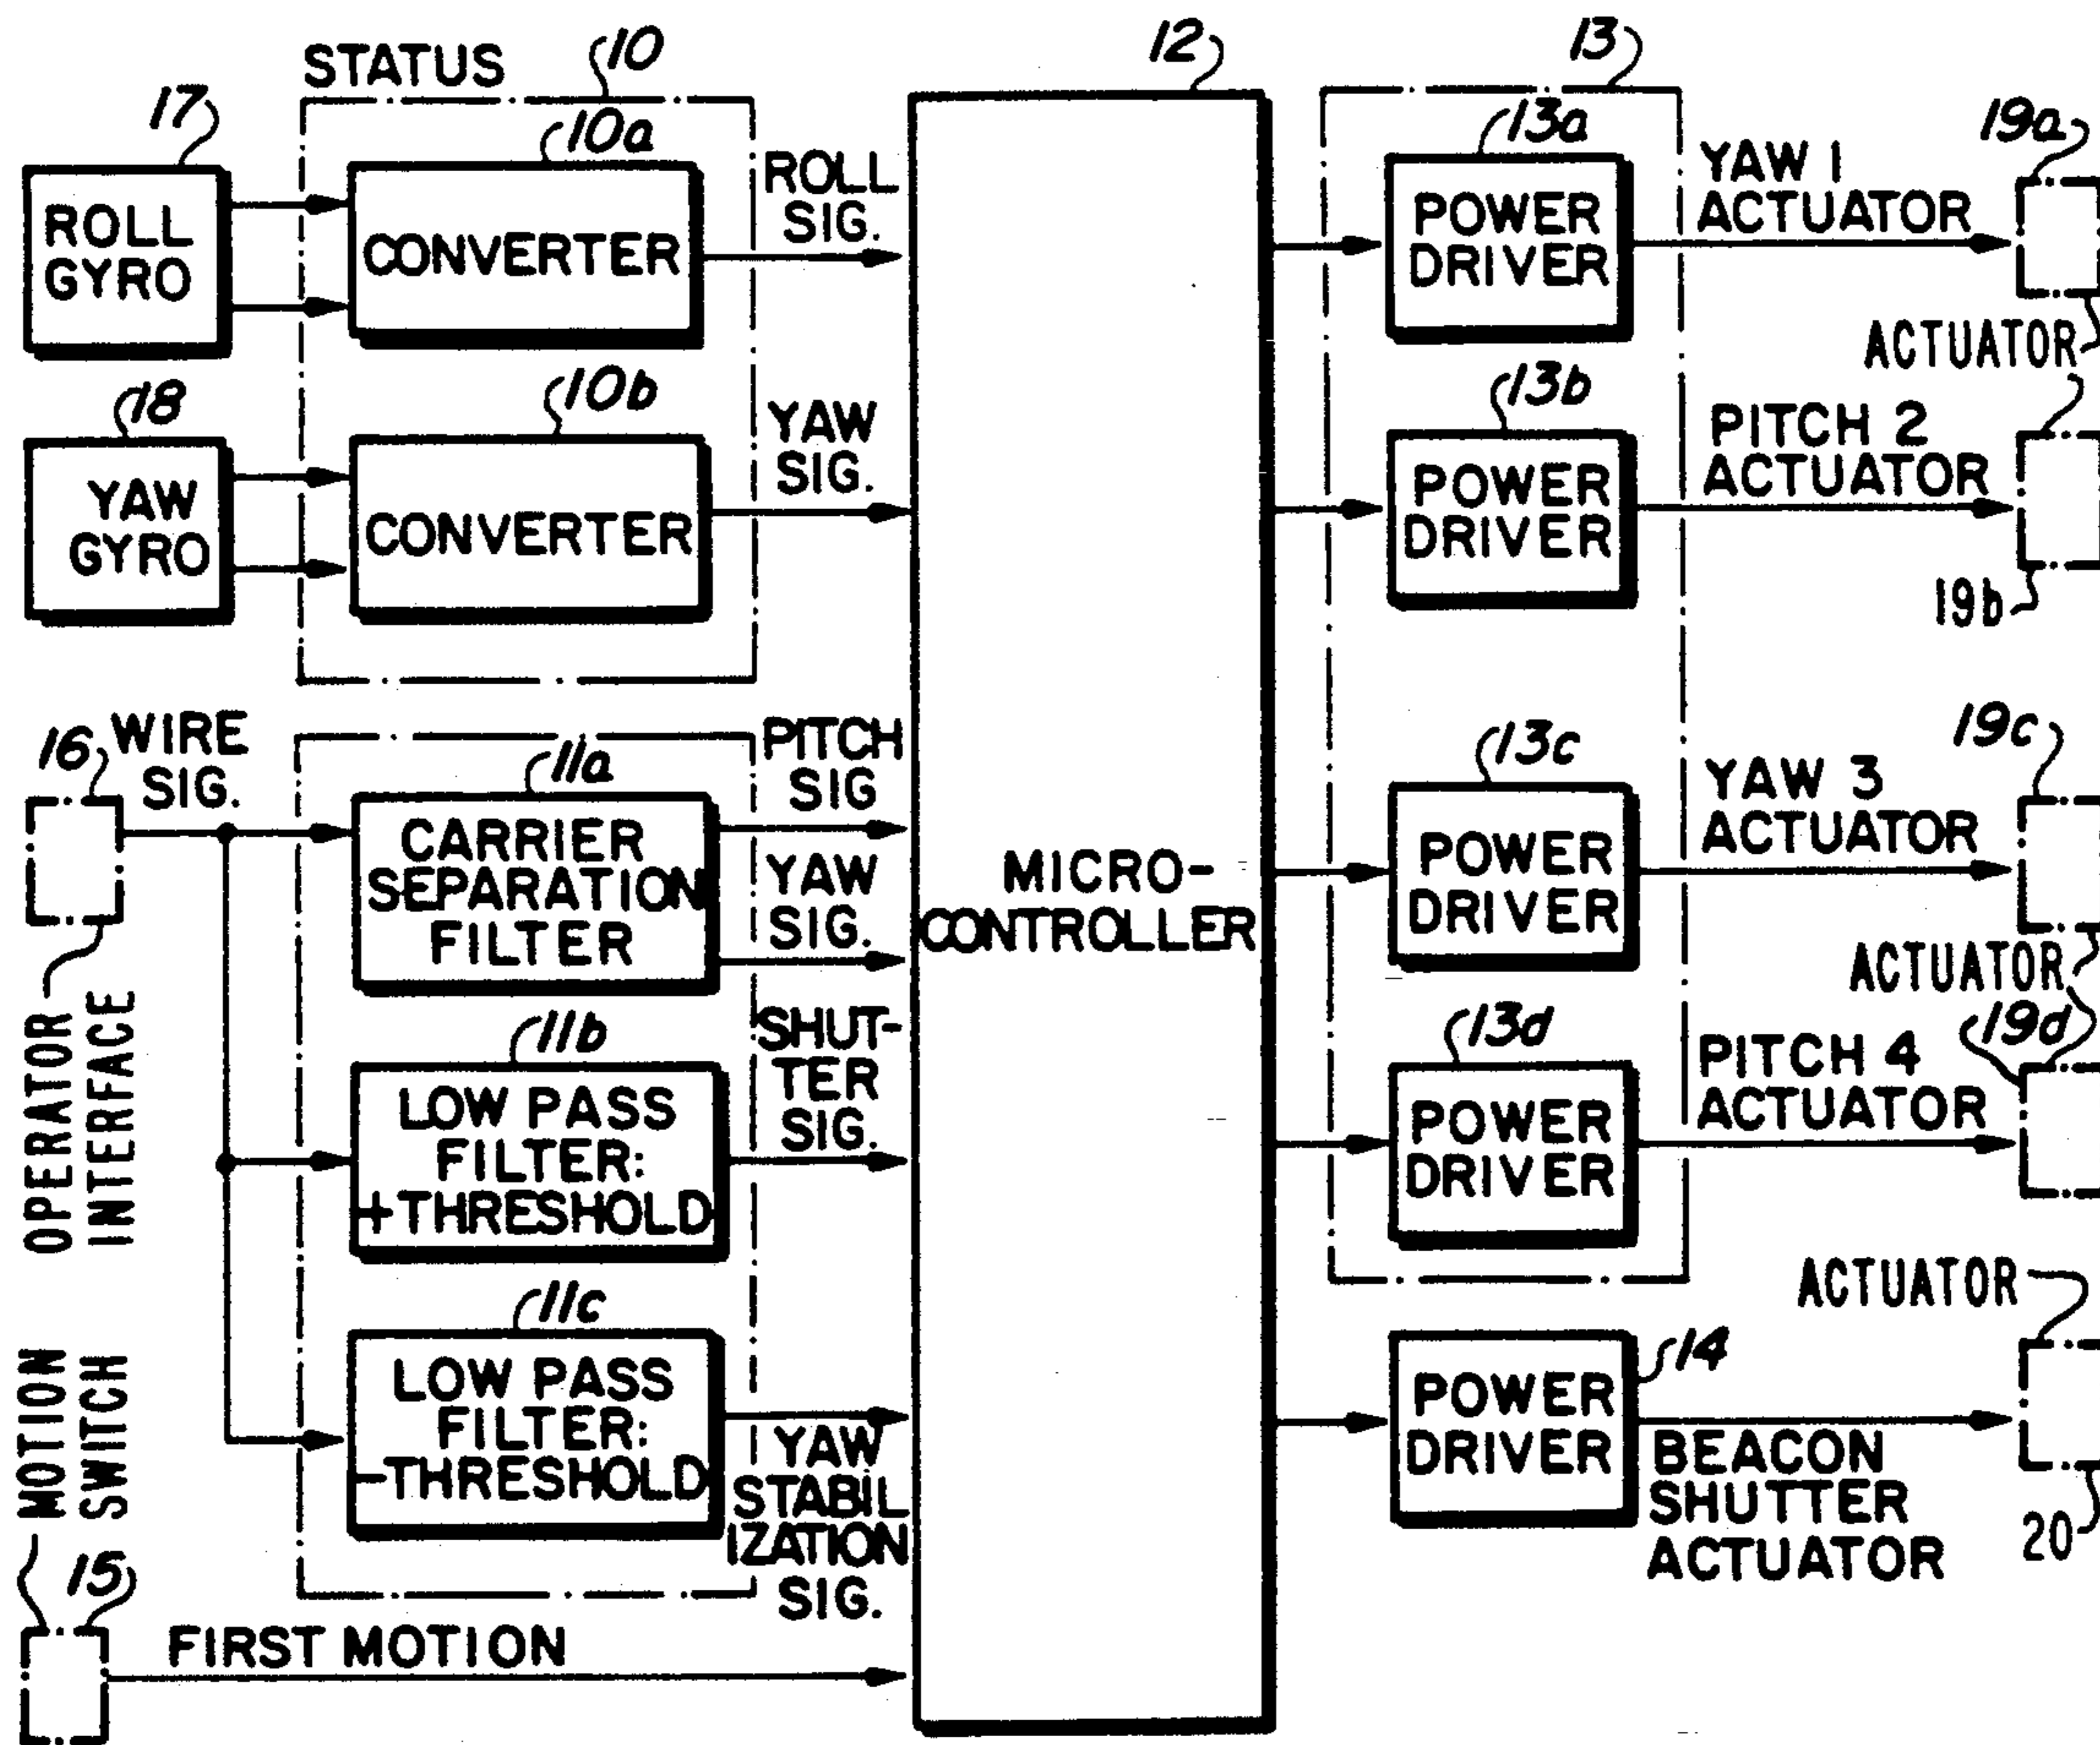 STATUS
10
12
13
17
10a
13a
19a
ROLL
GYRO
CONVERTER
ROLL
SIG.
POWER
DRIVER
YAW 1
ACTUATOR
ACTUATOR
18
10b
13b
YAW
GYRO
CONVERTER
YAW
SIG.
POWER
DRIVER
PITCH 2
ACTUATOR
19b
16
WIRE
SIG.
11a
PITCH
SIG
13c
19c
CARRIER
SEPARATION
FILTER
YAW
SIG.
MICRO-
CONTROLLER
POWER
DRIVER
YAW 3
ACTUATOR
ACTUATOR
OPERATOR
INTERFACE
11b
SHUT-
TER
SIG.
13d
19d
LOW PASS
FILTER:
+THRESHOLD
POWER
DRIVER
PITCH 4
ACTUATOR
ACTUATOR
11c
14
MOTION
SWITCH
LOW PASS
FILTER:
-THRESHOLD
YAW
STABIL
IZATION
SIG.
POWER
DRIVER
BEACON
SHUTTER
ACTUATOR
20
15
FIRST MOTION